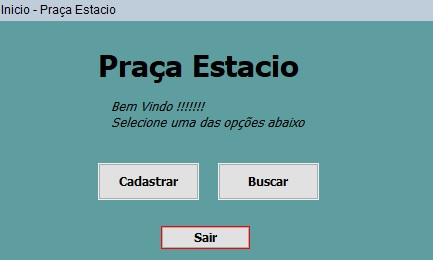 Inicio - Praça Estacio
Praça Estacio
Bem Vindo !!!!!!!
Selecione uma das opções abaixo
Cadastrar
Buscar
Sair